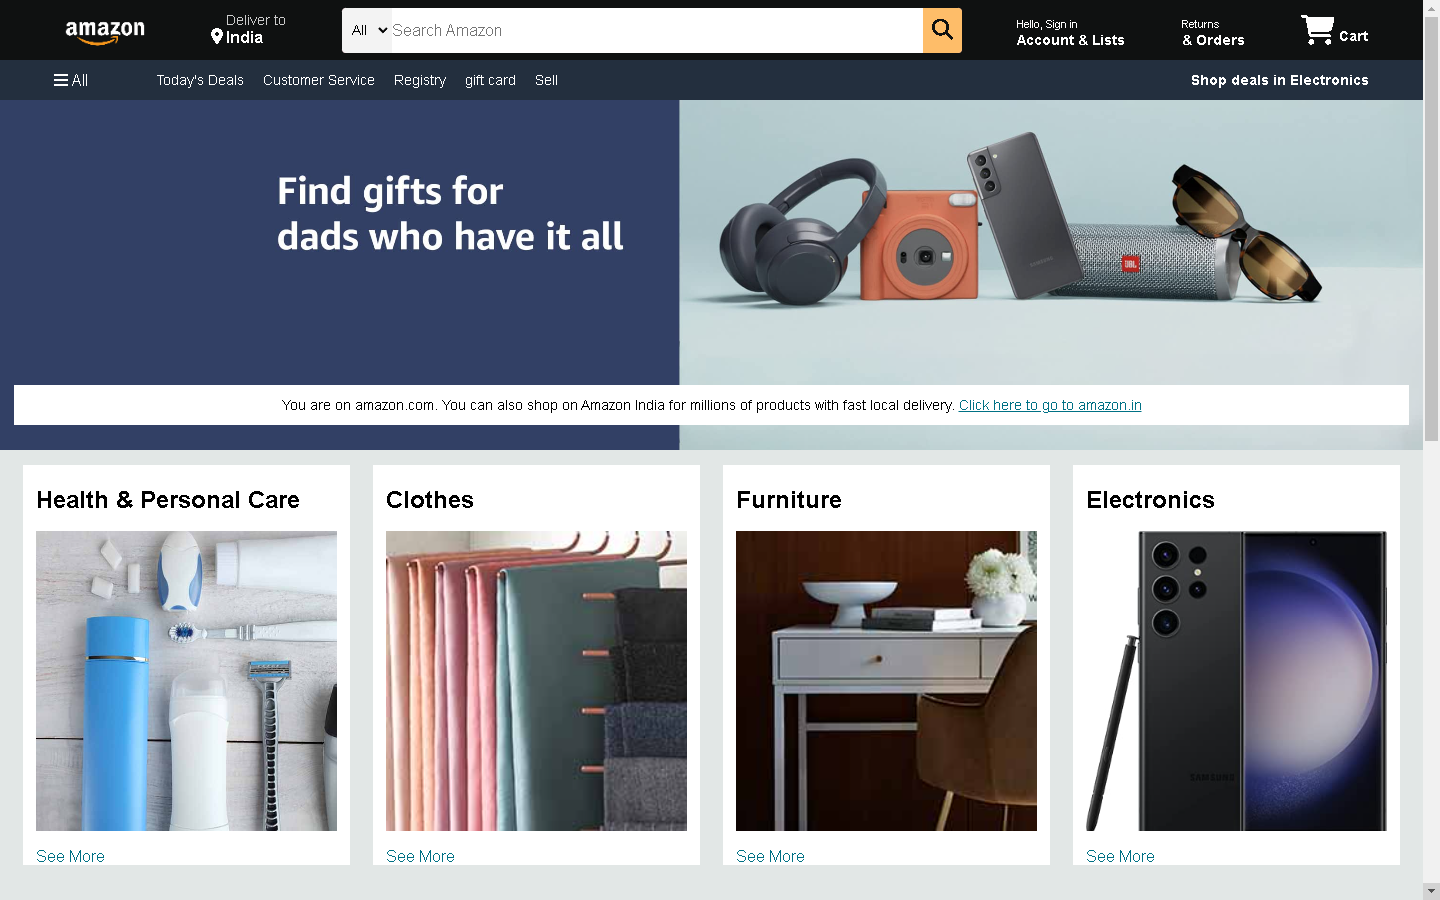 amazon
Deliver to
India
All
Search Amazon
Hello, Sign in
Account & Lists
Returns
& Orders
Cart
All
Today's Deals
Customer Service
Registry
gift card
Sell
Shop deals in Electronics
Find gifts for
dads who have it all
SAMSUNG
JBL
You are on amazon.com. You can also shop on Amazon India for millions of products with fast local delivery. Click here to go to amazon.in
Health & Personal Care
Clothes
Furniture
Electronics
SAMSUNG
See More
See More
See More
See More